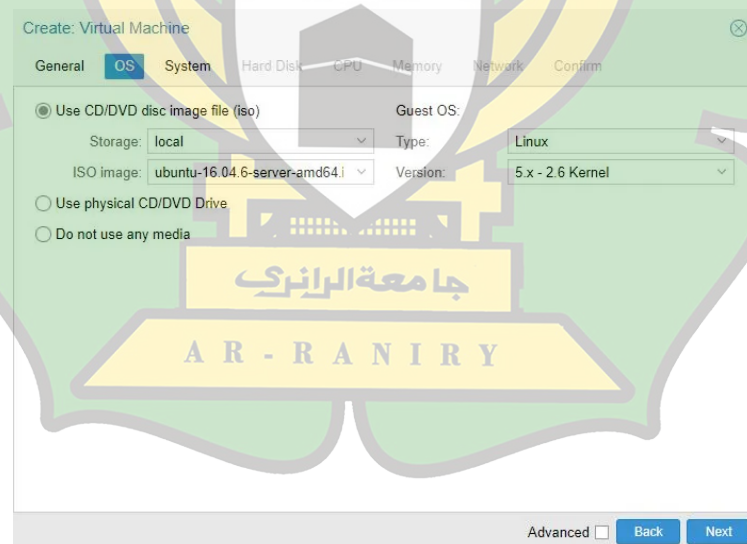 Create: Virtual Machine
General OS System Hard Disk CPU Memory Network Confirm
Use CD/DVD disc image file (iso) Guest OS:
Storage: local Type: Linux
ISO image: ubuntu-16.04.6-server-amd64.i Version: 5.x - 2.6 Kernel
Use physical CD/DVD Drive
Do not use any media
جامعةالرانري
AR-RANIRY
Advanced Back Next